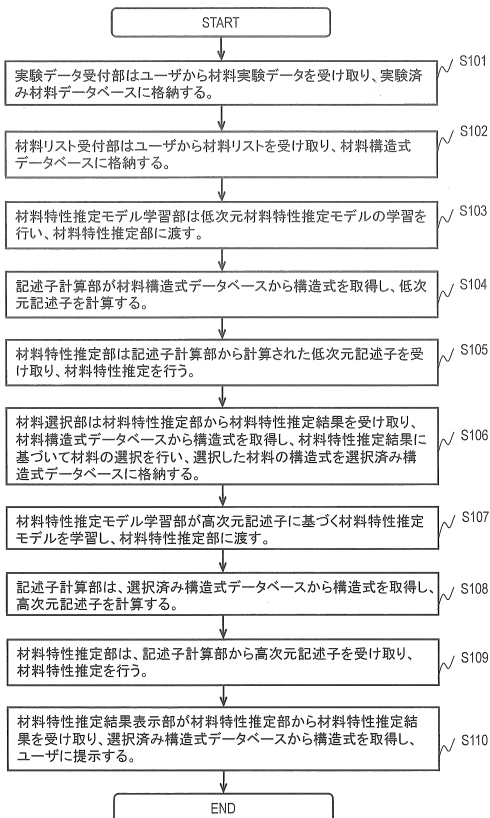 START
実験データ受付部はユーザから材料実験データを受け取り、実験済
み材料データベースに格納する。
S101
材料リスト受付部はユーザから材料リストを受け取り、材料構造式
データベースに格納する。
S102
材料特性推定モデル学習部は低次元材料特性推定モデルの学習を
行い、材料特性推定部に渡す。
S103
記述子計算部が材料構造式データベースから構造式を取得し、低次
元記述子を計算する。
S104
材料特性推定部は記述子計算部から計算された低次元記述子を受
け取り、材料特性推定を行う。
S105
材料選択部は材料特性推定部から材料特性推定結果を受け取り、
材料構造式データベースから構造式を取得し、材料特性推定結果に
基づいて材料の選択を行い、選択した材料の構造式を選択済み構
造式データベースに格納する。
S106
材料特性推定モデル学習部が高次元記述子に基づく材料特性推定
モデルを学習し、材料特性推定部に渡す。
S107
記述子計算部は、選択済み構造式データベースから構造式を取得し、
高次元記述子を計算する。
S108
材料特性推定部は、記述子計算部から高次元記述子を受け取り、
材料特性推定を行う。
S109
材料特性推定結果表示部が材料特性推定部から材料特性推定結
果を受け取り、選択済み構造式データベースから構造式を取得し、
ユーザに提示する。
S110
END